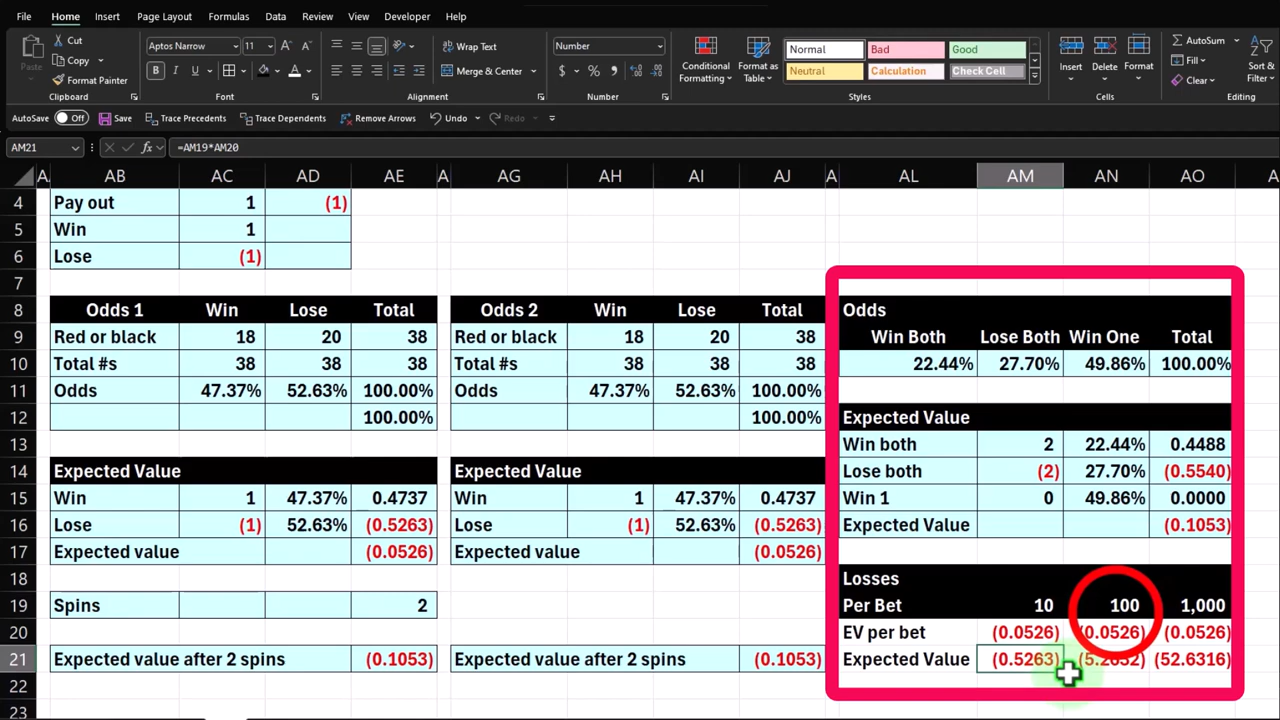 File Home Insert Page Layout Formulas Data Review View Developer Help
Cut
Copy
Format Painter
Paste
Clipboard
Aptos Narrow 11 A A
B A
Font
Wrap Text
Merge & Center
Alignment
Number
$ %
Number
Conditional Formatting
Format as Table
Normal Bad Good
Neutral Calculation Check Cell
Styles
Insert Delete Format
Cells
AutoSum
Fill
Clear
Sort & Filter
Editing
AutoSave Off Save Trace Precedents Trace Dependents Remove Arrows Undo Redo
AM21 fx =AM19*AM20
A. AB AC AD AE A AG AH AI AJ A AL AM AN AO A
4 Pay out 1 (1)
5 Win 1
6 Lose (1)
7
8 Odds 1 Win Lose Total Odds 2 Win Lose Total Odds
9 Red or black 18 20 38 Red or black 18 20 38 Win Both Lose Both Win One Total
10 Total #s 38 38 38 Total #s 38 38 38 22.44% 27.70% 49.86% 100.00%
11 Odds 47.37% 52.63% 100.00% Odds 47.37% 52.63% 100.00%
12 100.00% 100.00% Expected Value
13 Win both 2 22.44% 0.4488
14 Expected Value Expected Value Lose both (2) 27.70% (0.5540)
15 Win 1 47.37% 0.4737 Win 1 47.37% 0.4737 Win 1 0 49.86% 0.0000
16 Lose (1) 52.63% (0.5263) Lose (1) 52.63% (0.5263) Expected Value (0.1053)
17 Expected value (0.0526) Expected value (0.0526)
18 Losses
19 Spins 2 Per Bet 10 100 1,000
20 EV per bet (0.0526) (0.0526) (0.0526)
21 Expected value after 2 spins (0.1053) Expected value after 2 spins (0.1053) Expected Value (0.5263) (5.2632) (52.6316)
22
23